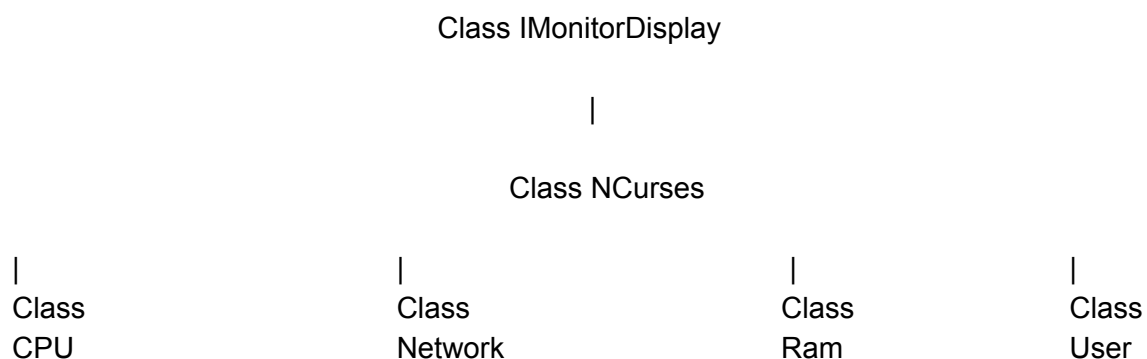 Class IMonitorDisplay
|
Class NCurses
| | | |
Class Class Class Class
CPU Network Ram User